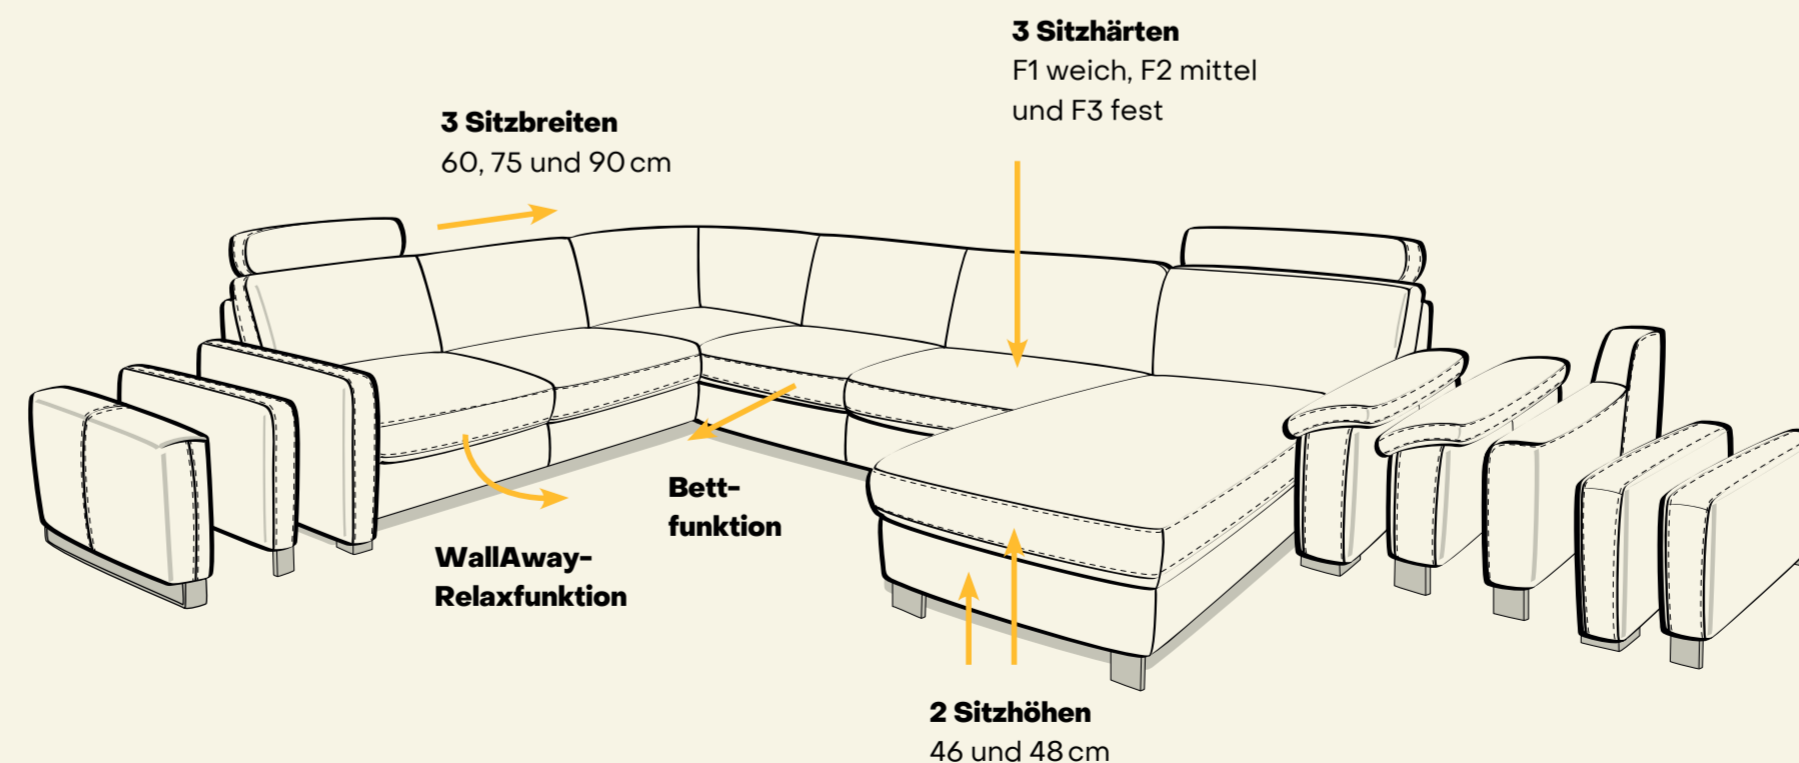 3 Sitzhärten
F1 weich, F2 mittel
und F3 fest
3 Sitzbreiten
60, 75 und 90 cm
Bett-
funktion
WallAway-
Relaxfunktion
2 Sitzhöhen
46 und 48 cm